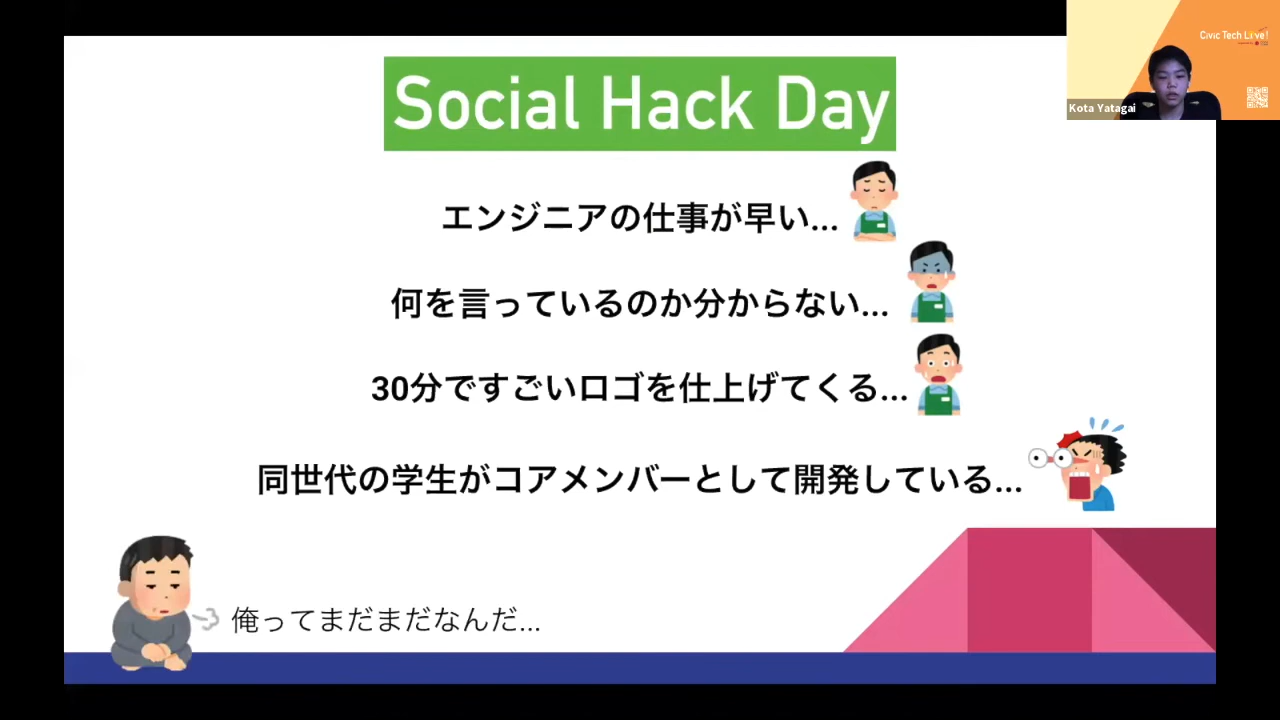 Social Hack Day
Civic Tech Live!
Kota Yatagai
エンジニアの仕事が早い...
何を言っているのか分からない...
30分ですごいロゴを仕上げてくる...
同世代の学生がコアメンバーとして開発している...
俺ってまだまだなんだ...